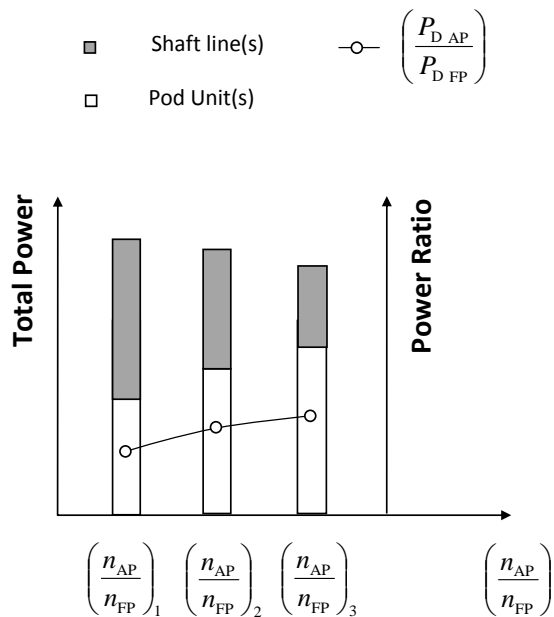 Shaft line(s)
(P_D AP / P_D FP)
Pod Unit(s)
Total Power
Power Ratio
(n_AP / n_FP)_1
(n_AP / n_FP)_2
(n_AP / n_FP)_3
(n_AP / n_FP)